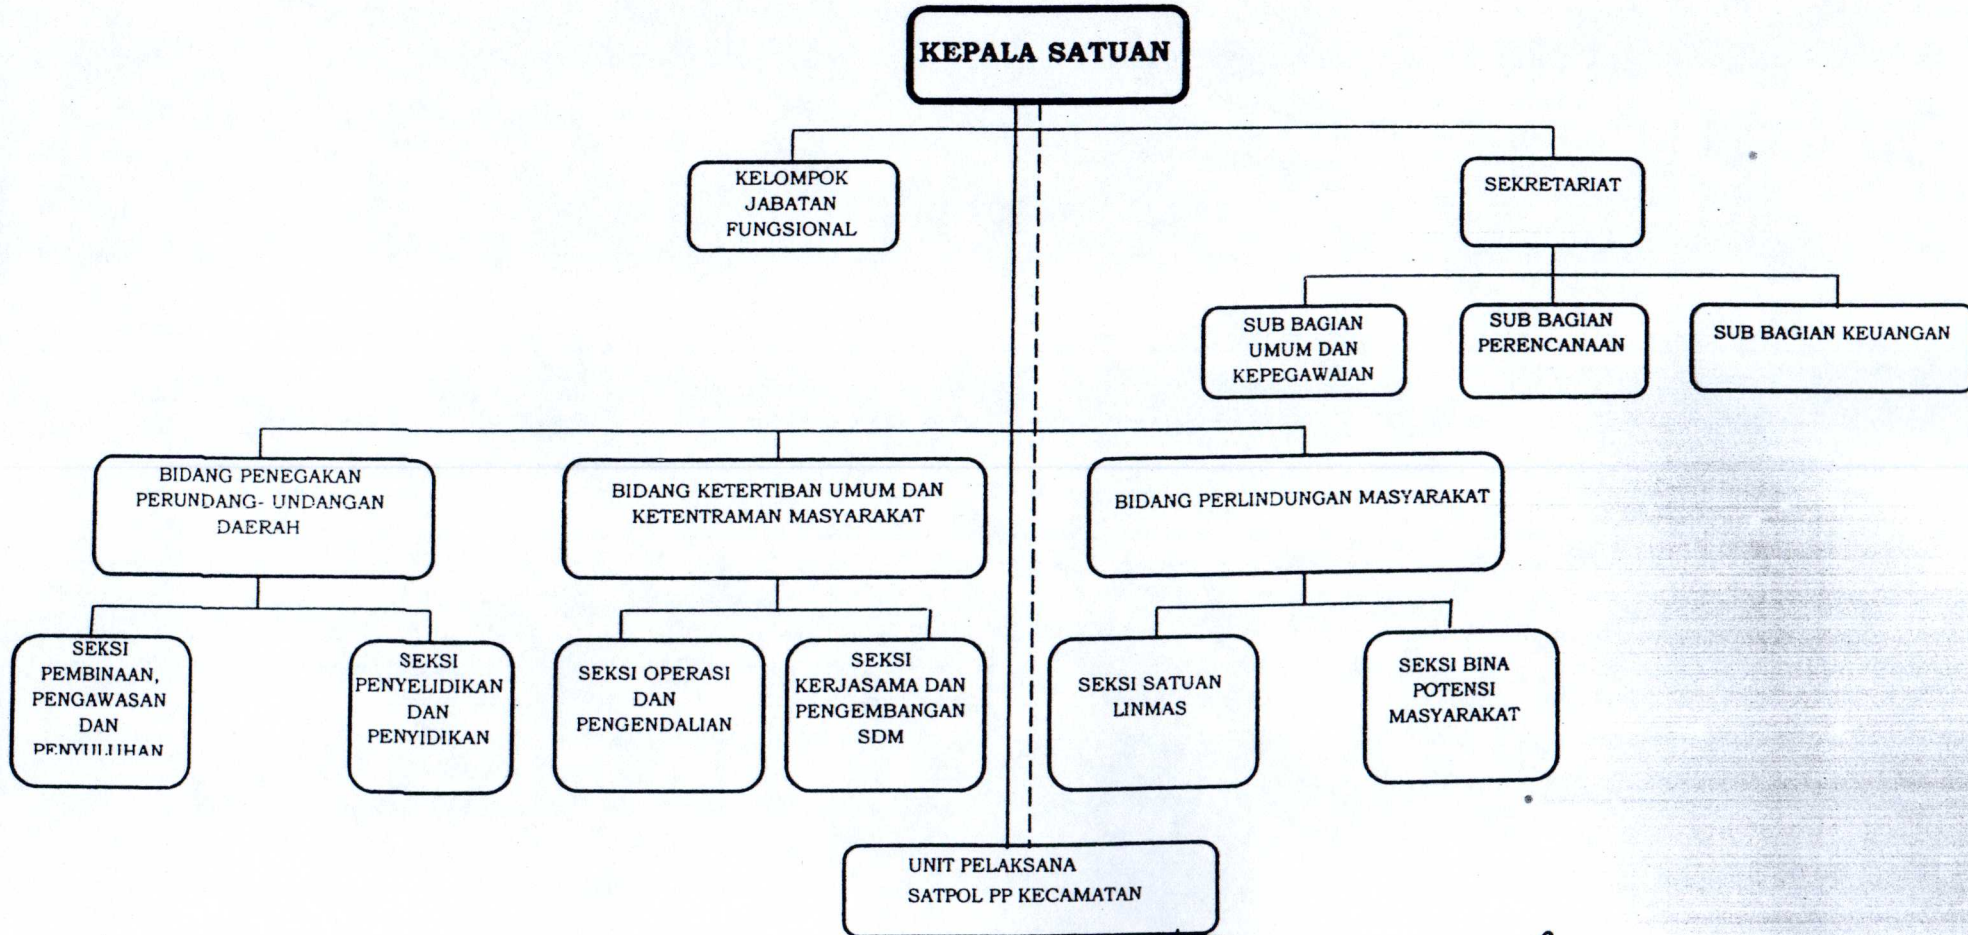 KEPALA SATUAN
KELOMPOK
JABATAN
FUNGSIONAL
SEKRETARIAT
SUB BAGIAN
UMUM DAN
KEPEGAWAIAN
SUB BAGIAN
PERENCANAAN
SUB BAGIAN KEUANGAN
BIDANG PENEGAKAN
PERUNDANG- UNDANGAN
DAERAH
BIDANG KETERTIBAN UMUM DAN
KETENTRAMAN MASYARAKAT
BIDANG PERLINDUNGAN MASYARAKAT
SEKSI
PEMBINAAN,
PENGAWASAN
DAN
PENYULUHAN
SEKSI
PENYELIDIKAN
DAN
PENYIDIKAN
SEKSI OPERASI
DAN
PENGENDALIAN
SEKSI
KERJASAMA DAN
PENGEMBANGAN
SDM
SEKSI SATUAN
LINMAS
SEKSI BINA
POTENSI
MASYARAKAT
UNIT PELAKSANA
SATPOL PP KECAMATAN